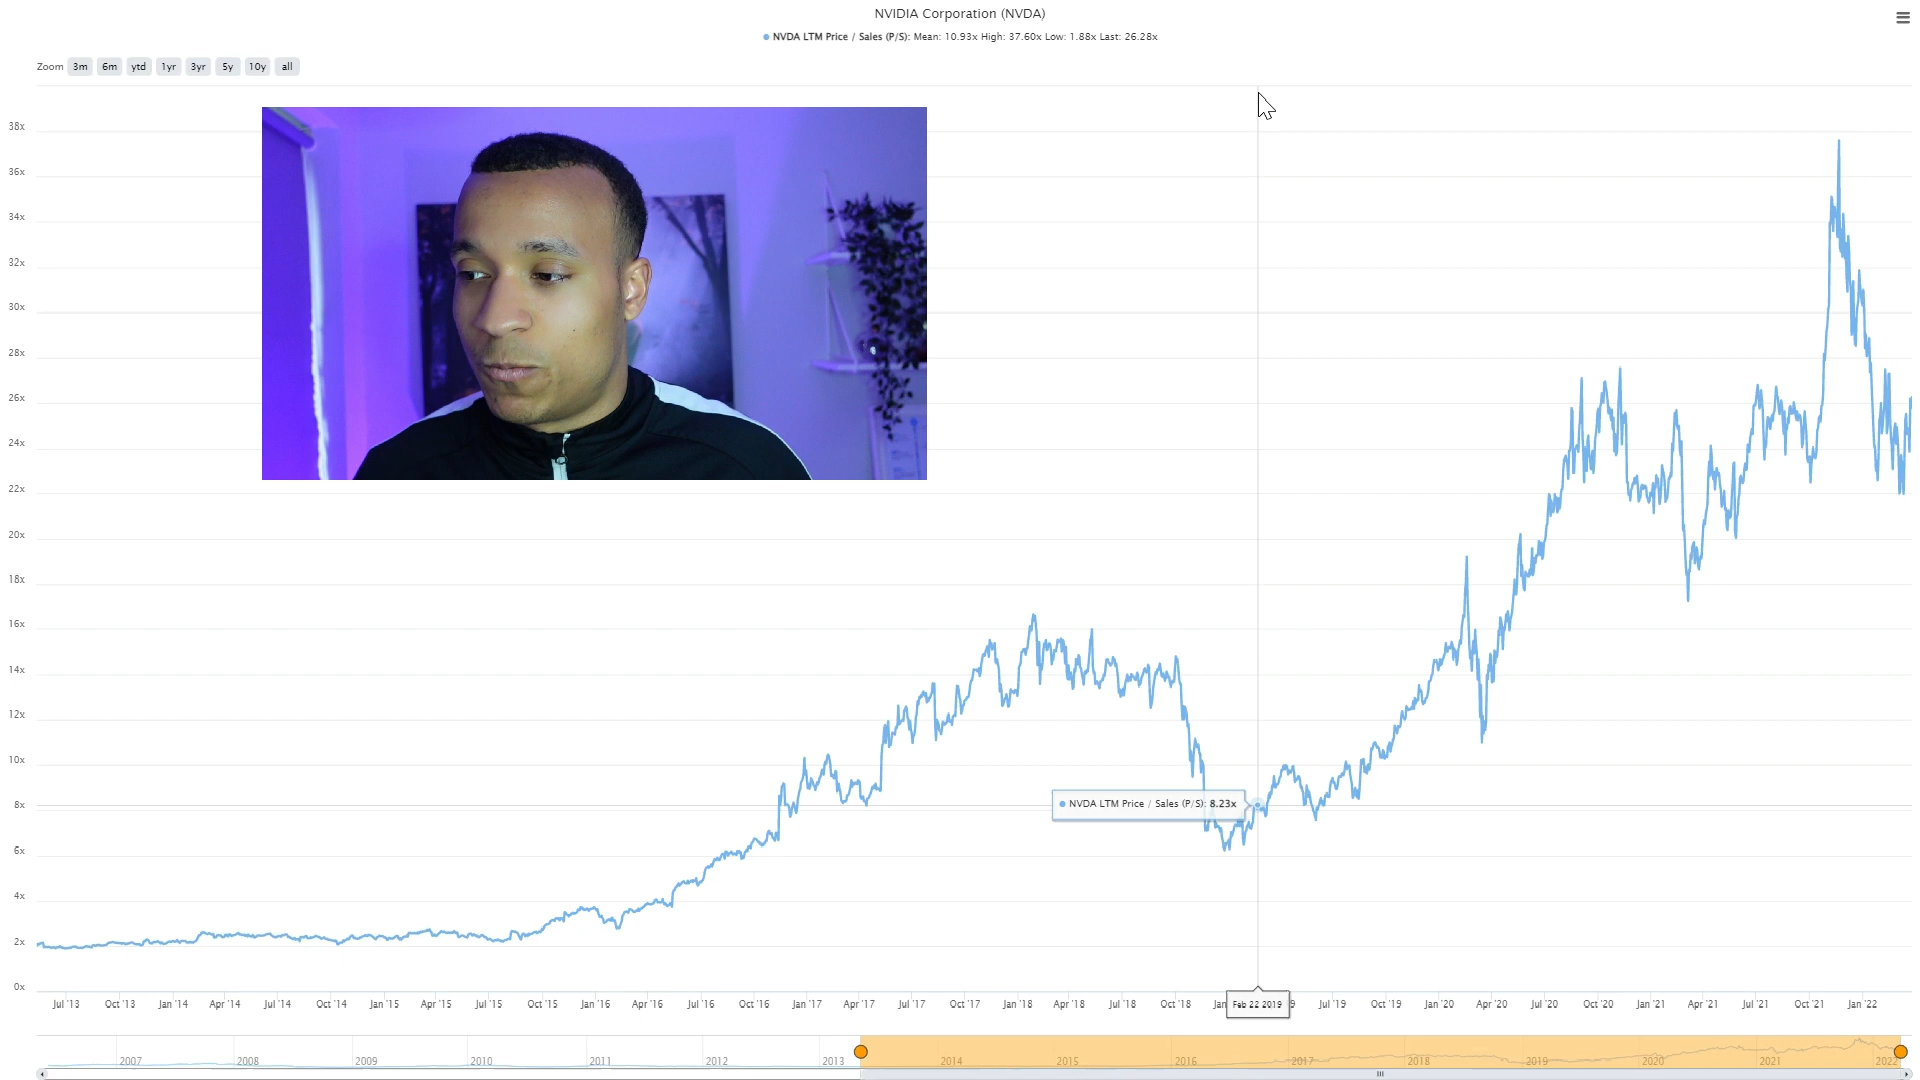 NVIDIA Corporation (NVDA)
NVDA LTM Price / Sales (P/S): Mean: 10.93x High: 37.60x Low: 1.88x Last: 26.28x
Zoom 3m 6m ytd 1yr 3yr 5y 10y all
38x
36x
34x
32x
30x
28x
26x
24x
22x
20x
18x
16x
14x
12x
10x
8x
6x
4x
2x
0x
NVDA LTM Price / Sales (P/S): 8.23x
Jul '13 Oct '13 Jan '14 Apr '14 Jul '14 Oct '14 Jan '15 Apr '15 Jul '15 Oct '15 Jan '16 Apr '16 Jul '16 Oct '16 Jan '17 Apr '17 Jul '17 Oct '17 Jan '18 Apr '18 Jul '18 Oct '18 Jan Feb 22 2019 9 Jul '19 Oct '19 Jan '20 Apr '20 Jul '20 Oct '20 Jan '21 Apr '21 Jul '21 Oct '21 Jan '22
2007 2008 2009 2010 2011 2012 2013 2014 2015 2016 2017 2018 2019 2020 2021 2022